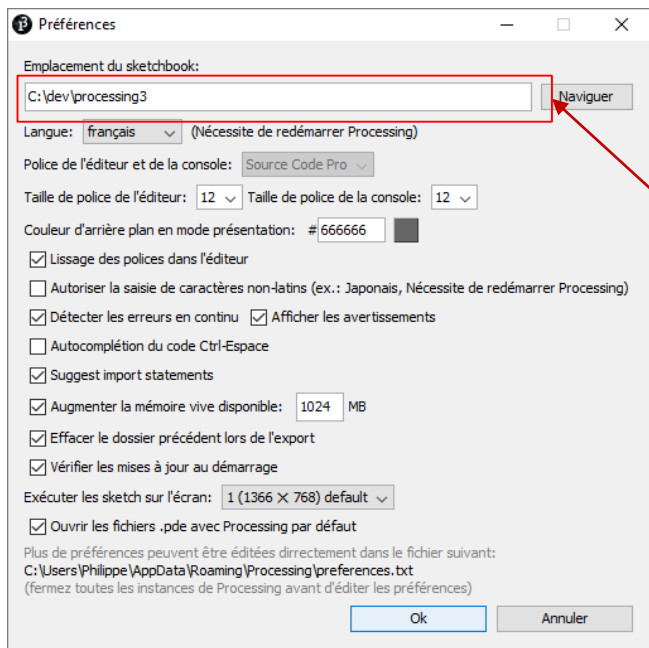 Préférences
Emplacement du sketchbook:
C:\dev\processing3 Naviguer
Langue: français (Nécessite de redémarrer Processing)
Police de l'éditeur et de la console: Source Code Pro
Taille de police de l'éditeur: 12 Taille de police de la console: 12
Couleur d'arrière plan en mode présentation: # 666666
Lissage des polices dans l'éditeur
Autoriser la saisie de caractères non-latins (ex.: Japonais, Nécessite de redémarrer Processing)
Détecter les erreurs en continu Afficher les avertissements
Autocomplétion du code Ctrl-Espace
Suggest import statements
Augmenter la mémoire vive disponible: 1024 MB
Effacer le dossier précédent lors de l'export
Vérifier les mises à jour au démarrage
Exécuter les sketch sur l'écran: 1 (1366 × 768) default
Ouvrir les fichiers .pde avec Processing par défaut
Plus de préférences peuvent être éditées dirrectement dans le fichier suivant:
C:\Users\Philippe\AppData\Roaming\Processing\preferences.txt
(fermez toutes les instances de Processing avant d'éditer les préférences)
Ok Annuler